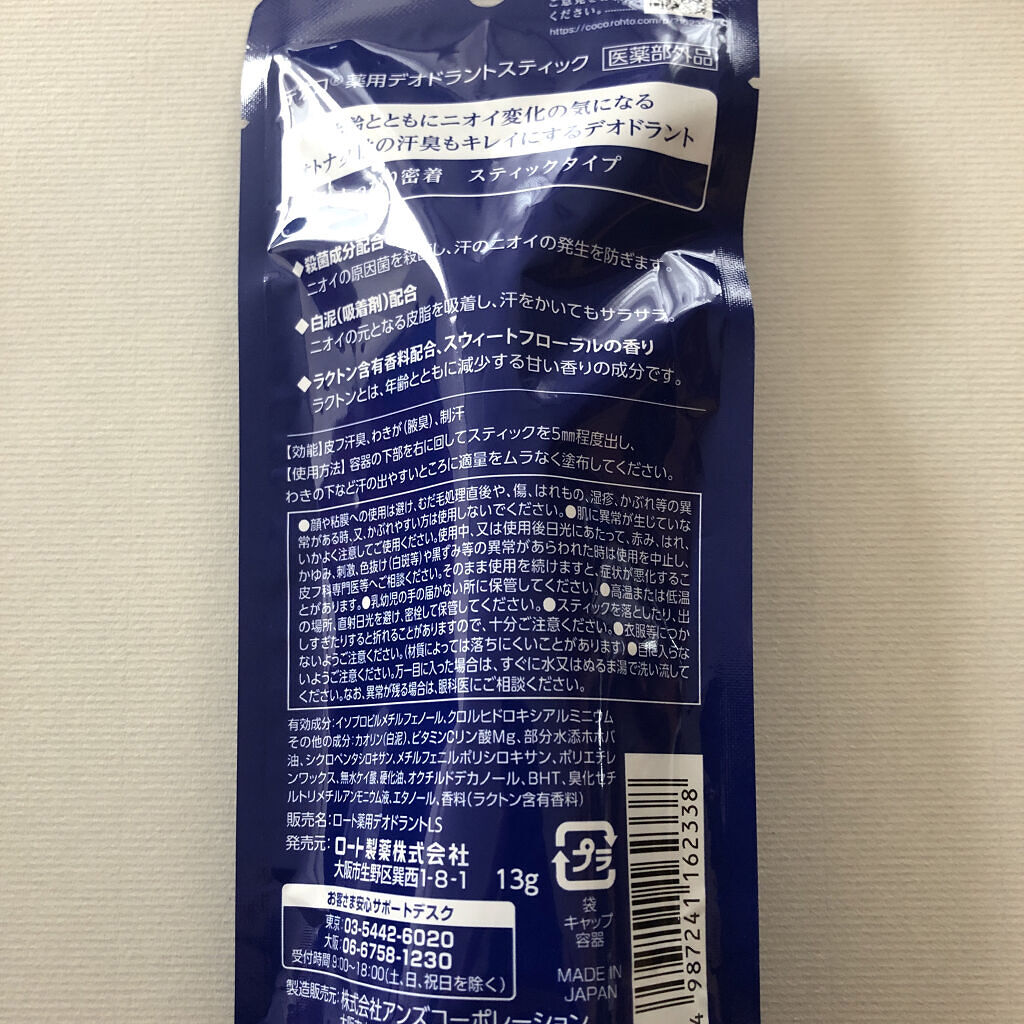 ください。
https://coco.rohto.com/
薬用デオドラントスティック 医薬部外品
齢とともにニオイ変化の気になる
の汗臭もキレイにするデオドラント
密着 スティックタイプ
◆殺菌成分配合
ニオイの原因菌を殺菌し、汗のニオイの発生を防ぎます。
◆白泥(吸着剤)配合
ニオイの元となる皮脂を吸着し、汗をかいてもサラサラ。
◆ラクトン含有香料配合、スウィートフローラルの香り
ラクトンとは、年齢とともに減少する甘い香りの成分です。
【効能】皮フ汗臭、わきが(腋臭)、制汗
【使用方法】容器の下部を右に回してスティックを5㎜程度出し、
わきの下など汗の出やすいところに適量をムラなく塗布してください。
●顔や粘膜への使用は避け、むだ毛処理直後や、傷、はれもの、湿疹、かぶれ等の異
常がある時、又、かぶれやすい方は使用しないでください。●肌に異常が生じていな
いかよく注意してご使用ください。使用中、又は使用後日光にあたって、赤み、はれ、
かゆみ、刺激、色抜け(白斑等)や黒ずみ等の異常があらわれた時は使用を中止し、
皮フ科専門医等へご相談ください。そのまま使用を続けますと、症状が悪化するこ
とがあります。●乳幼児の手の届かない所に保管してください。●高温または低温
の場所、直射日光を避け、密栓して保管してください。●スティックを落としたり、出
しすぎたりすると折れることがありますので、十分ご注意ください。●衣服等につか
ないようご注意ください。(材質によっては落ちにくいことがあります)●目に入らな
いようご注意ください。万一目に入った場合は、すぐに水又はぬるま湯で洗い流して
ください。なお、異常が残る場合は、眼科医にご相談ください。
有効成分:イソプロピルメチルフェノール、クロルヒドロキシアルミニウム
その他の成分:カオリン(白泥)、ビタミンCリン酸Mg、部分水添ホホバ
油、シクロペンタシロキサン、メチルフェニルポリシロキサン、ポリエチレ
ンワックス、無水ケイ酸、硬化油、オクチルドデカノール、BHT、臭化セチ
ルトリメチルアンモニウム液、エタノール、香料(ラクトン含有香料)
販売名:ロート薬用デオドラントLS
発売元:ロート製薬株式会社
大阪市生野区巽西1-8-1 13g
プラ
袋
キャップ
容器
お客さま安心サポートデスク
東京:03-5442-6020
大阪:06-6758-1230
受付時間9:00~18:00(土、日、祝日を除く)
MADE IN
JAPAN
製造販売元:株式会社アンズコーポレーション
4 987241 162338